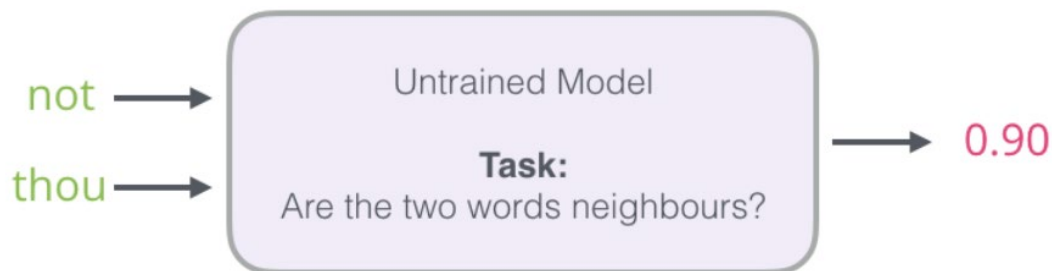 not
thou
Untrained Model
Task:
Are the two words neighbours?
0.90